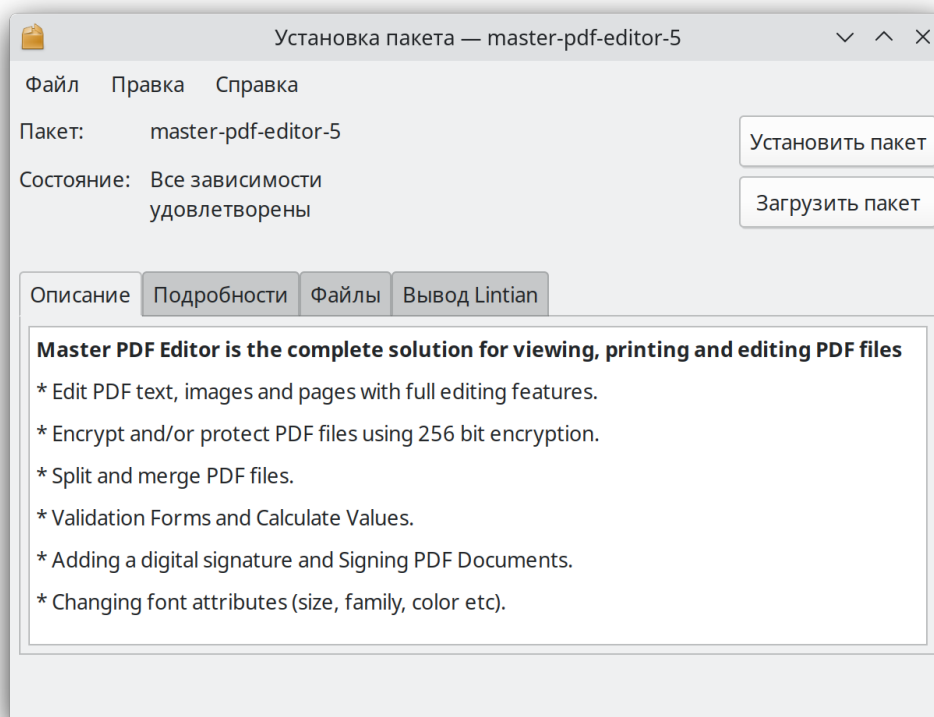 Установка пакета — master-pdf-editor-5
Файл Правка Справка
Пакет: master-pdf-editor-5
Установить пакет
Состояние: Все зависимости
удовлетворены
Загрузить пакет
Описание Подробности Файлы Вывод Lintian
Master PDF Editor is the complete solution for viewing, printing and editing PDF files
* Edit PDF text, images and pages with full editing features.
* Encrypt and/or protect PDF files using 256 bit encryption.
* Split and merge PDF files.
* Validation Forms and Calculate Values.
* Adding a digital signature and Signing PDF Documents.
* Changing font attributes (size, family, color etc).